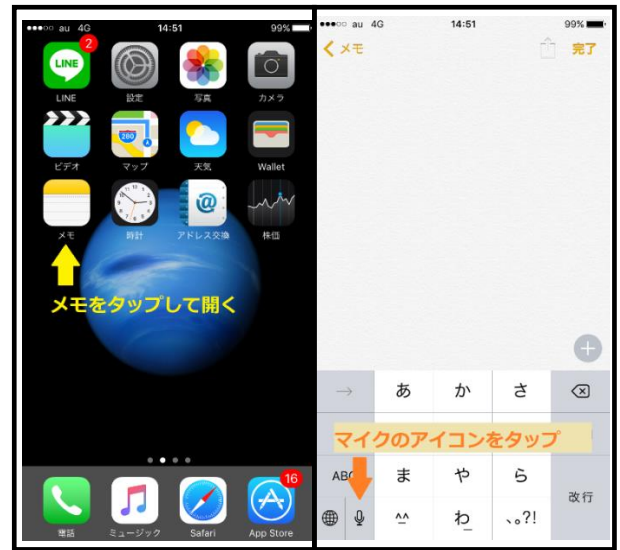 au 4G 14:51 99%
2
LINE
LINE 設定 写真 カメラ
280
ビデオ マップ 天気 Wallet
メモ 時計 アドレス交換 株価
メモをタップして開く
16
電話 ミュージック Safari App Store
au 4G 14:51 99%
メモ 完了
→ あ か さ
マイクのアイコンをタップ
ABC ま や ら
改行
^^ わ 、。?!